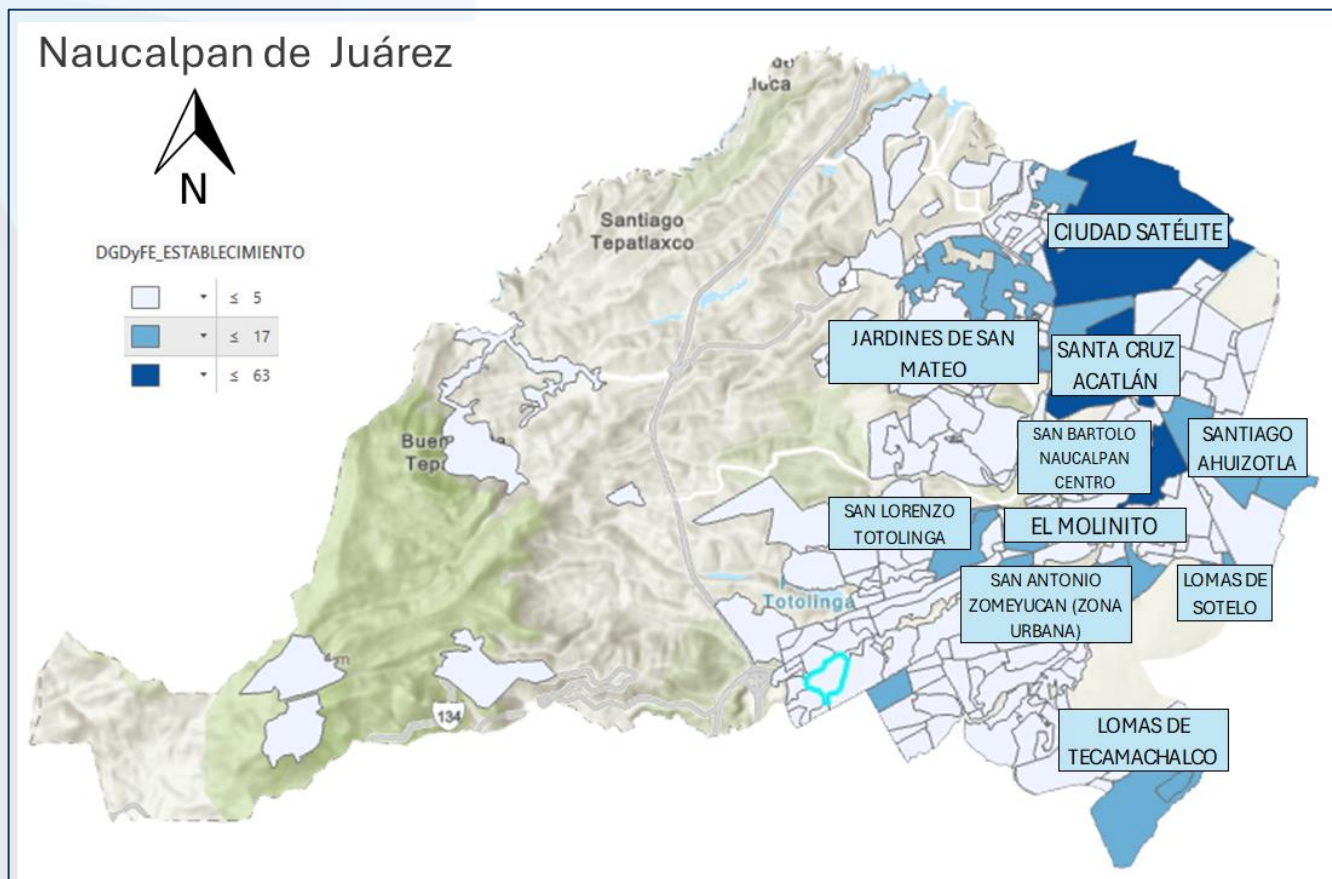 Naucalpan de Juárez
N
DGDyFE_ESTABLECIMIENTO
≤ 5
≤ 17
≤ 63
Santiago
Tepatlaxco
CIUDAD SATÉLITE
JARDINES DE SAN
MATEO
SANTA CRUZ
ACATLÁN
SAN BARTOLO
NAUCALPAN
CENTRO
SANTIAGO
AHUIZOTLA
SAN LORENZO
TOTOLINGA
EL MOLINITO
SAN ANTONIO
ZOMEYUCAN (ZONA
URBANA)
LOMAS DE
SOTELO
Totolinga
134
LOMAS DE
TECAMACHALCO